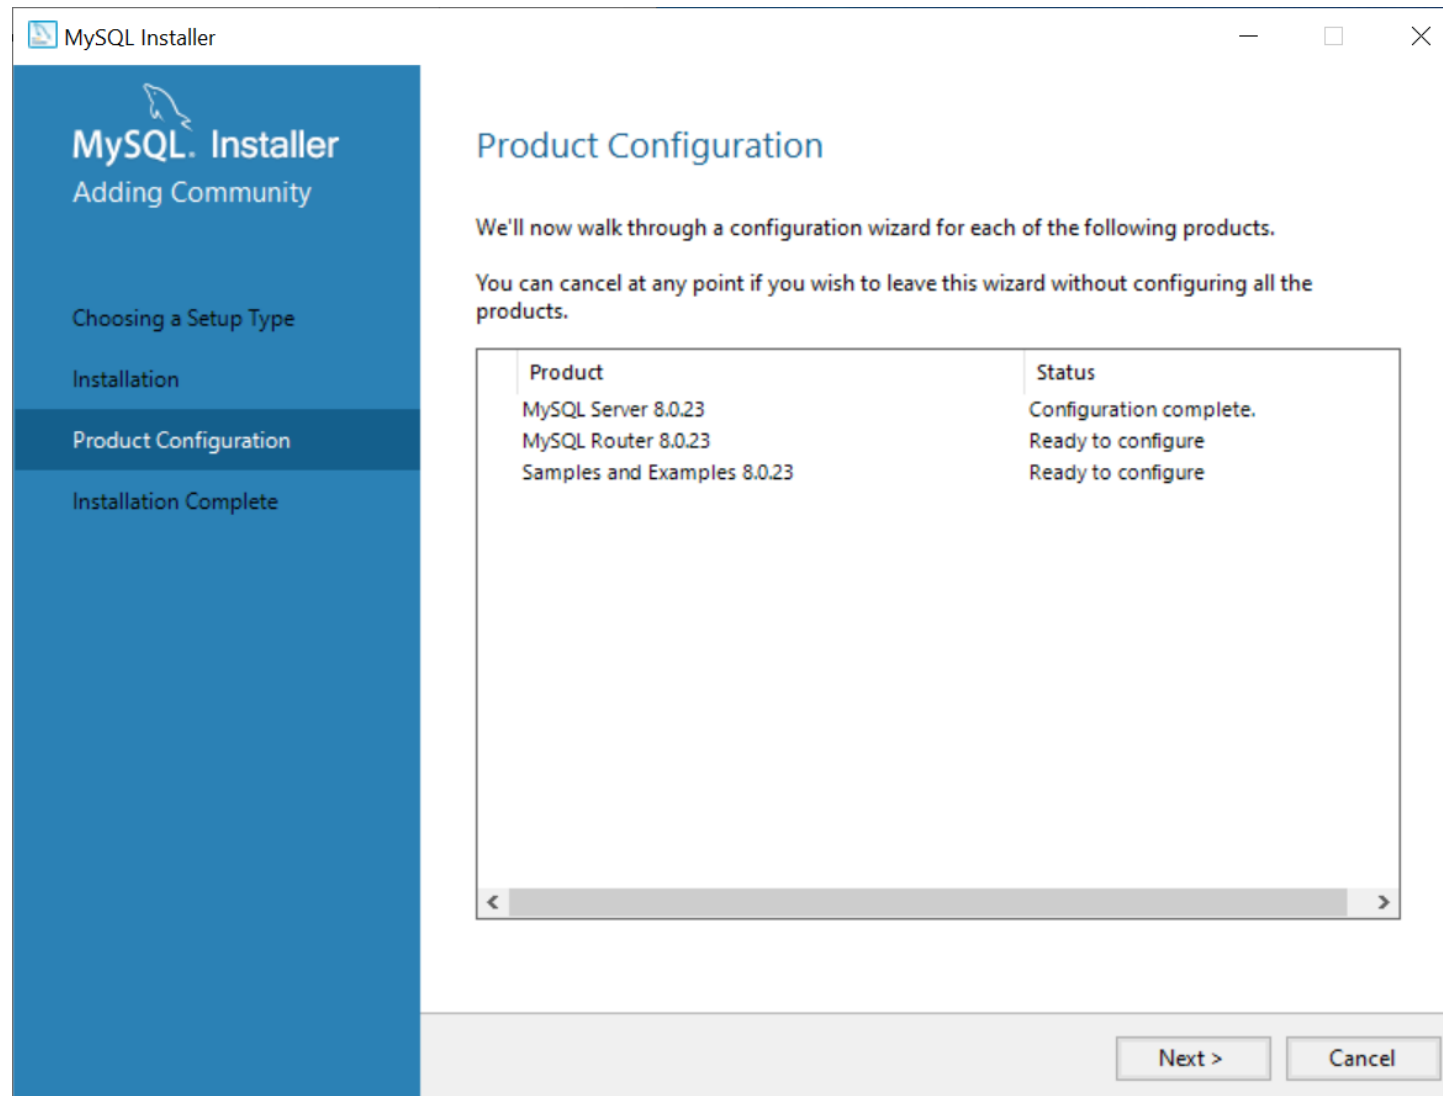 MySQL Installer
MySQL. Installer
Adding Community
Choosing a Setup Type
Installation
Product Configuration
Installation Complete
Product Configuration
We'll now walk through a configuration wizard for each of the following products.
You can cancel at any point if you wish to leave this wizard without configuring all the
products.
Product Status
MySQL Server 8.0.23 Configuration complete.
MySQL Router 8.0.23 Ready to configure
Samples and Examples 8.0.23 Ready to configure
Next > Cancel